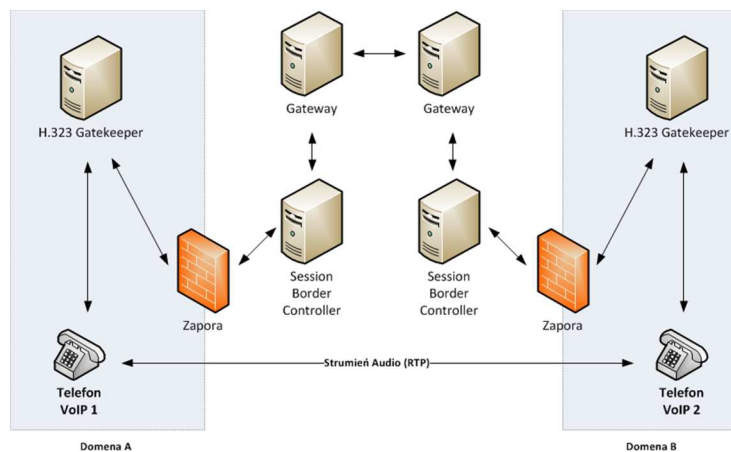 Gateway
Gateway
H.323 Gatekeeper
H.323 Gatekeeper
Session
Border
Controller
Session
Border
Controller
Zapora
Zapora
Strumień Audio (RTP)
Telefon
VoIP 1
Telefon
VoIP 2
Domena A
Domena B